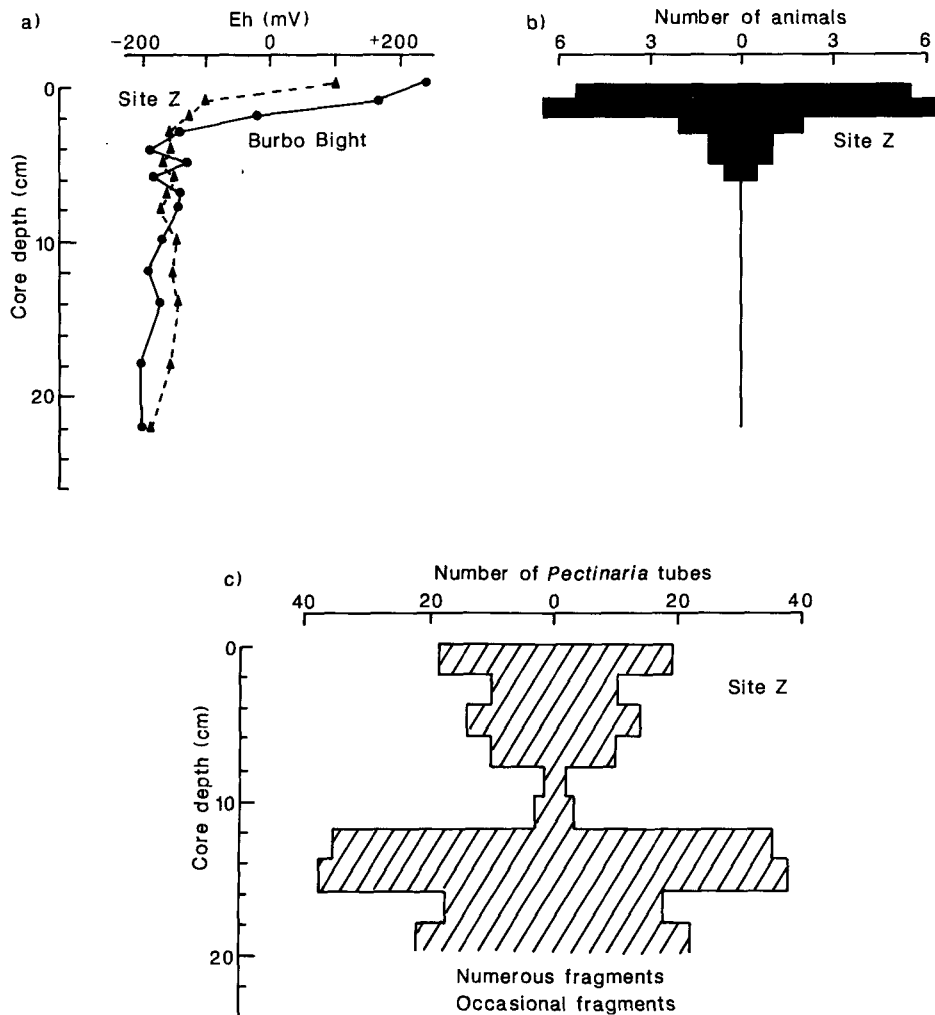 a)
Eh (mV)
-200 0 +200
Core depth (cm)
0
10
20
Site Z
Burbo Bight
b)
Number of animals
6 3 0 3 6
Site Z
c)
Number of Pectinaria tubes
40 20 0 20 40
Core depth (cm)
0
10
20
Site Z
Numerous fragments
Occasional fragments